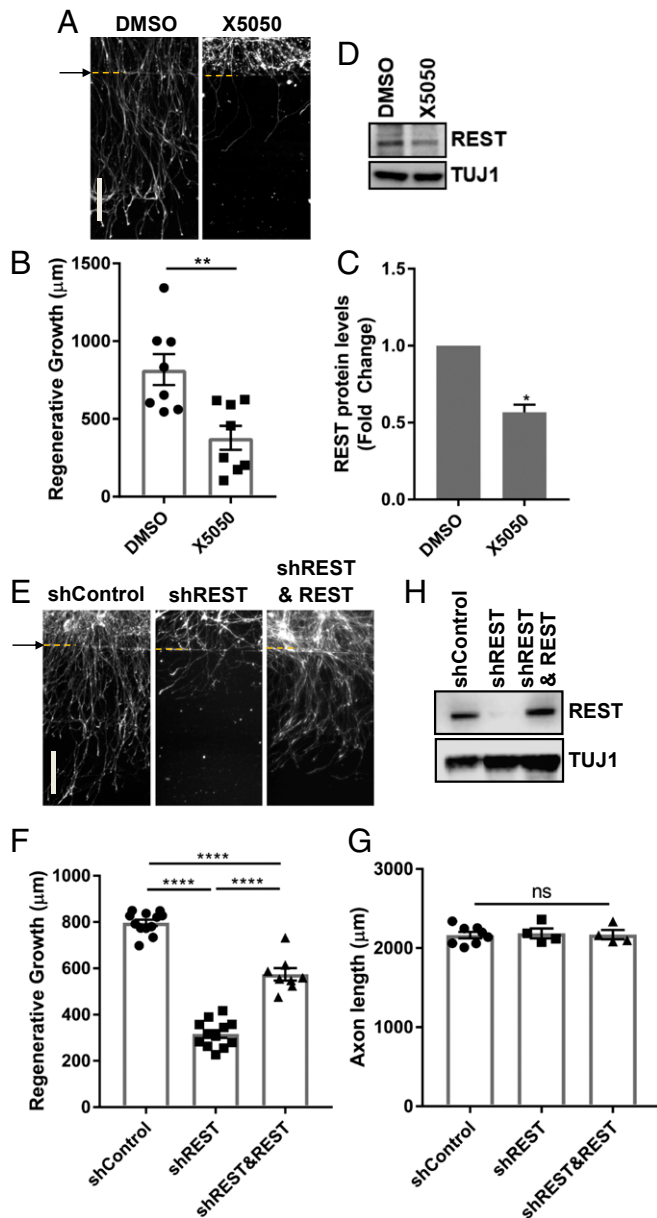 A
DMSO
X5050
D
DMSO
X5050
REST
TUJ1
B
Regenerative Growth (μm)
1500
1000
500
0
**
DMSO
X5050
C
REST protein levels
(Fold Change)
1.5
1.0
0.5
0.0
*
DMSO
X5050
E
shControl
shREST
shREST
& REST
H
shControl
shREST
shREST
& REST
REST
TUJ1
F
Regenerative Growth (μm)
800
600
400
200
0
****
****
****
shControl
shREST
shREST&REST
G
Axon length (μm)
3000
2000
1000
0
ns
shControl
shREST
shREST&REST